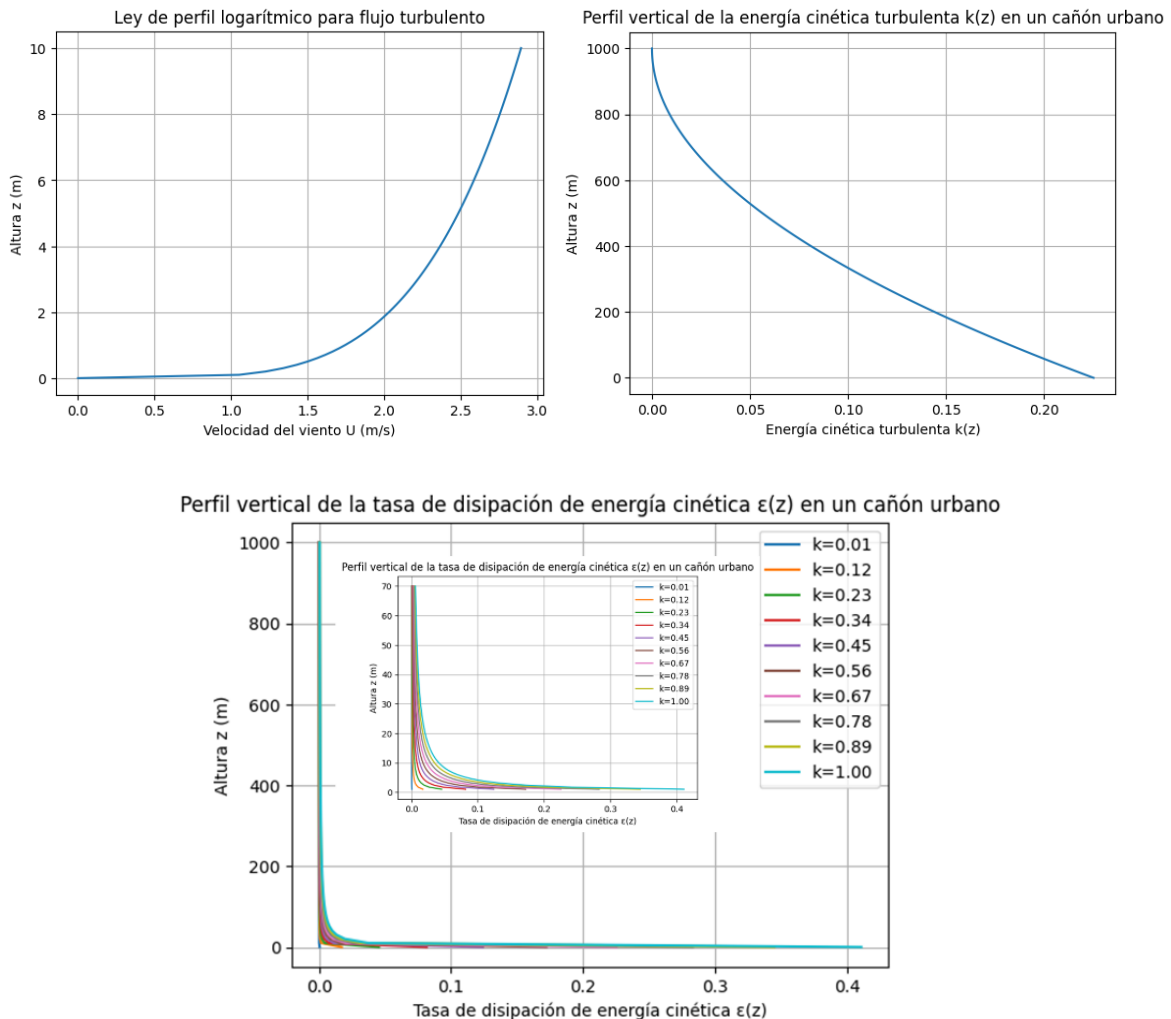 Ley de perfil logarítmico para flujo turbulento
10
8
6
4
2
0
Altura z (m)
0.0 0.5 1.0 1.5 2.0 2.5 3.0
Velocidad del viento U (m/s)
Perfil vertical de la energía cinética turbulenta k(z) en un cañón urbano
1000
800
600
400
200
0
Altura z (m)
0.00 0.05 0.10 0.15 0.20
Energía cinética turbulenta k(z)
Perfil vertical de la tasa de disipación de energía cinética ε(z) en un cañón urbano
1000
800
600
400
200
0
Altura z (m)
0.0 0.1 0.2 0.3 0.4
Tasa de disipación de energía cinética ε(z)
k=0.01
k=0.12
k=0.23
k=0.34
k=0.45
k=0.56
k=0.67
k=0.78
k=0.89
k=1.00
Perfil vertical de la tasa de disipación de energía cinética ε(z) en un cañón urbano
70
60
50
40
30
20
10
0
Altura z (m)
0.0 0.1 0.2 0.3 0.4
Tasa de disipación de energía cinética ε(z)
k=0.01
k=0.12
k=0.23
k=0.34
k=0.45
k=0.56
k=0.67
k=0.78
k=0.89
k=1.00